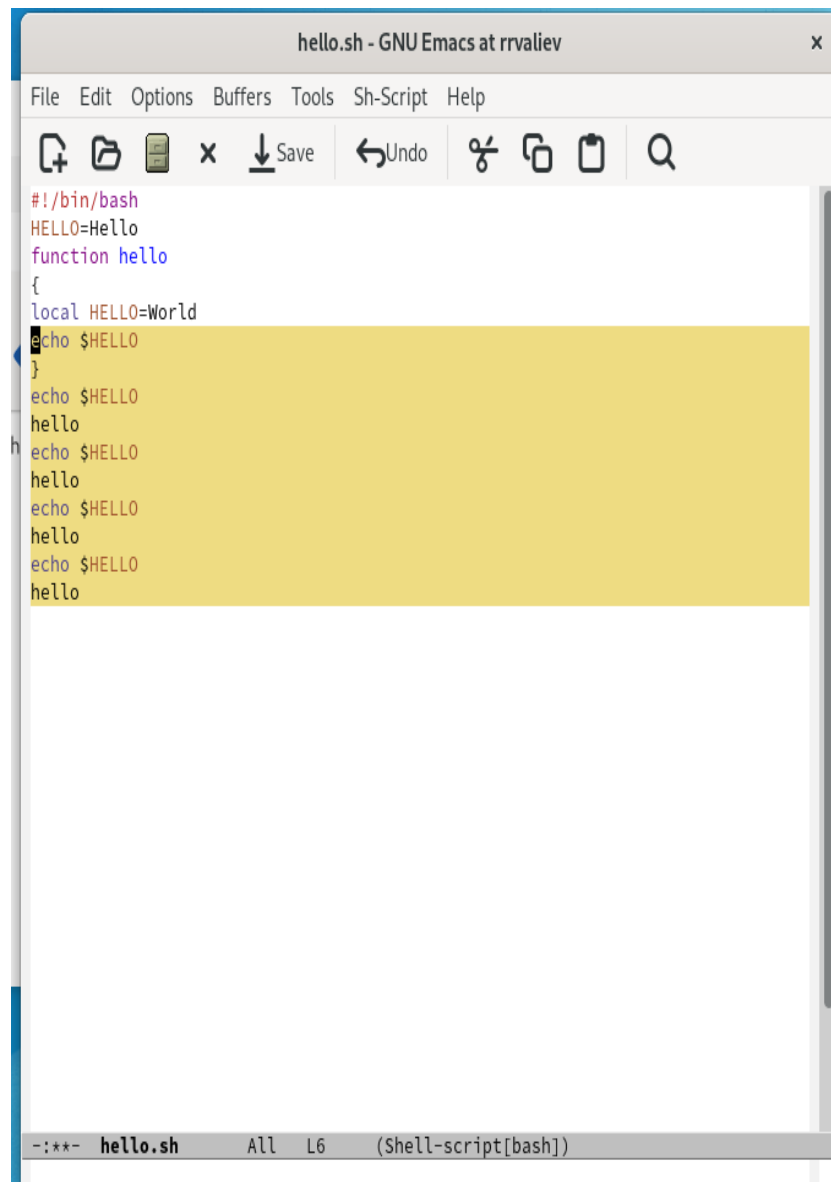 hello.sh - GNU Emacs at rrvaliev
File Edit Options Buffers Tools Sh-Script Help
Save Undo
#!/bin/bash
HELLO=Hello
function hello
{
local HELLO=World
echo $HELLO
}
echo $HELLO
hello
h
echo $HELLO
hello
echo $HELLO
hello
echo $HELLO
hello
-:**- hello.sh All L6 (Shell-script[bash])